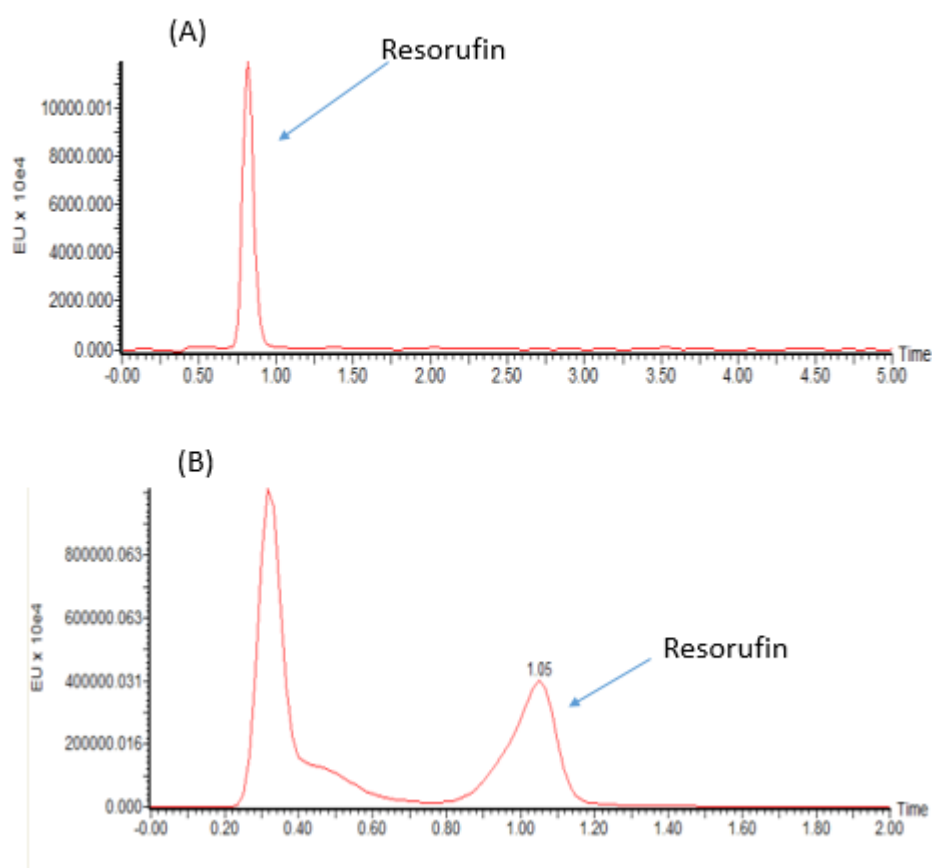 (A)
Resorufin
EU x 10e4
10000.001
8000.000
6000.000
4000.000
2000.000
0.000
-0.00 0.50 1.00 1.50 2.00 2.50 3.00 3.50 4.00 4.50 5.00
Time
(B)
Resorufin
1.05
EU x 10e4
800000.063
600000.063
400000.031
200000.016
0.000
-0.00 0.20 0.40 0.60 0.80 1.00 1.20 1.40 1.60 1.80 2.00
Time